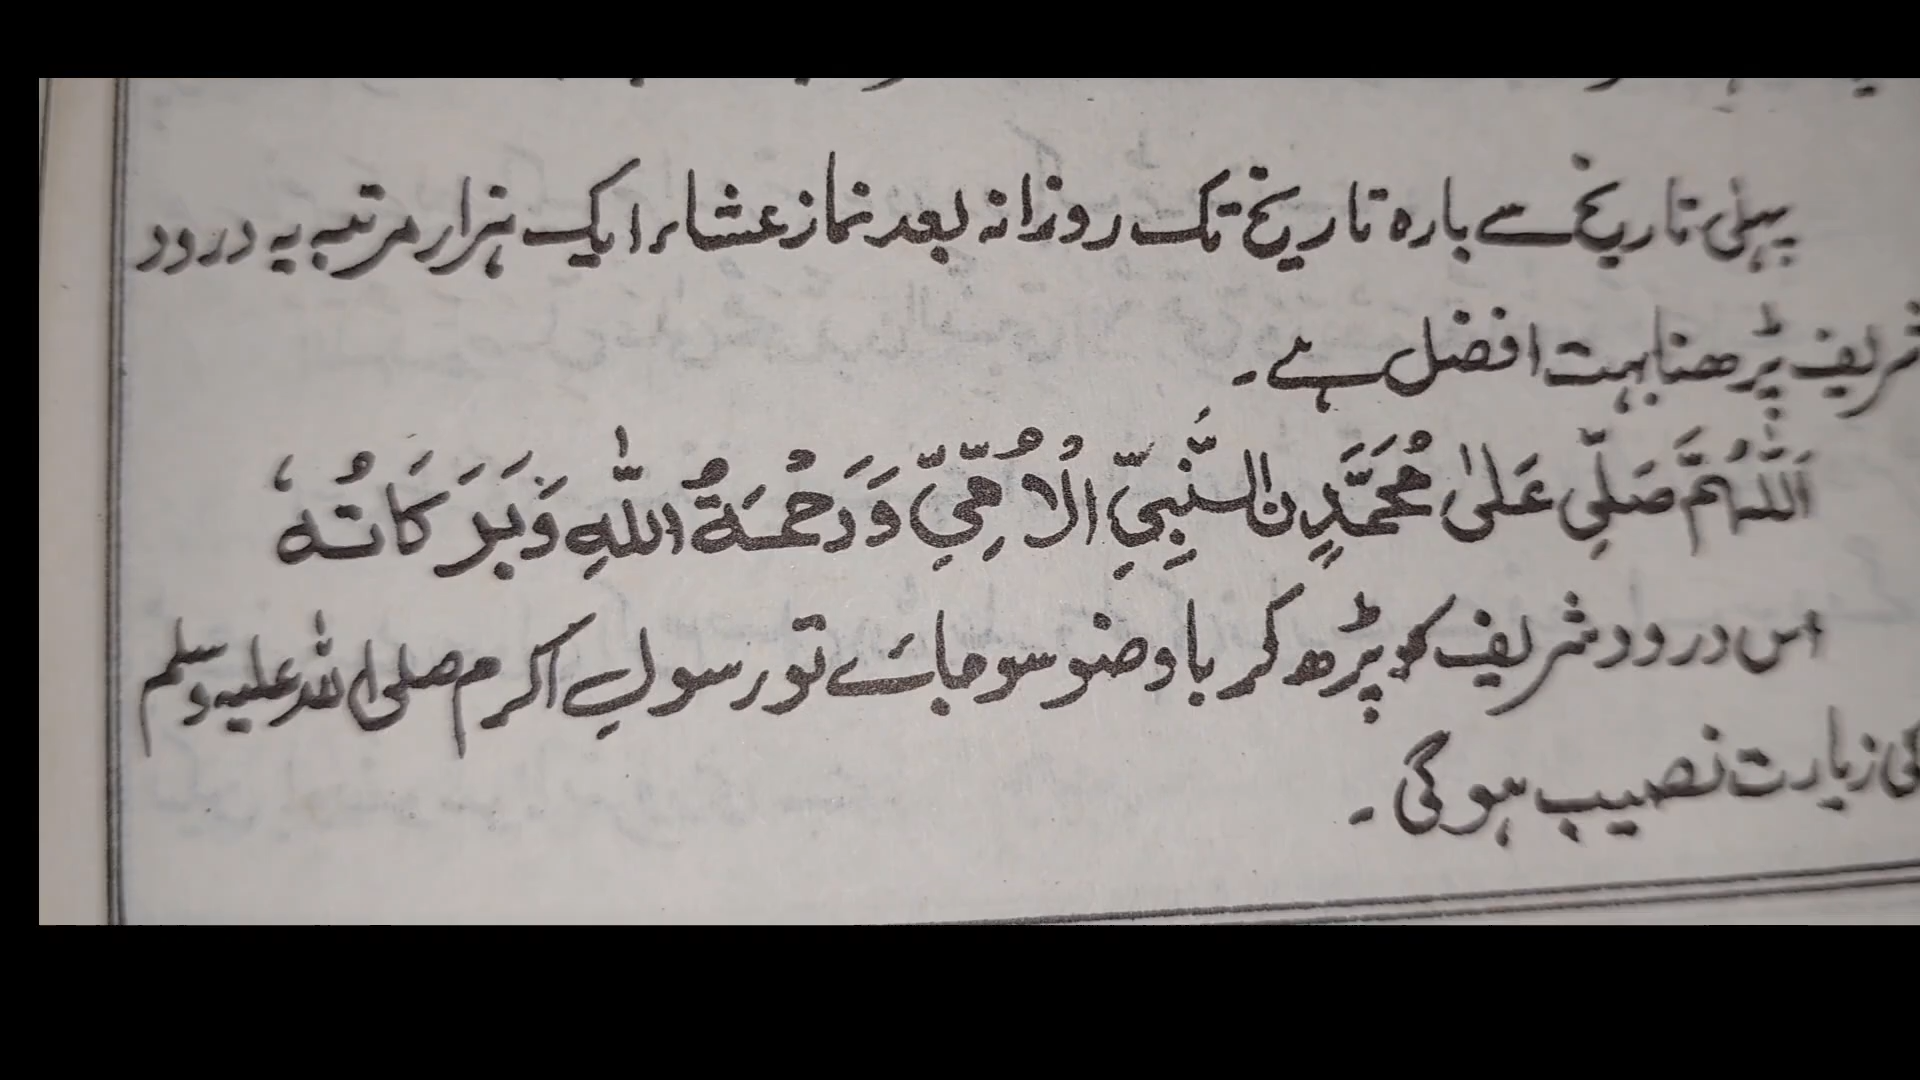 پہلی تاریخ سے بارہ تاریخ تک روزانہ بعد نماز عشاء ایک ہزار مرتبہ یہ درود
شریف پڑھنا بہت افضل ہے۔
اَللّٰہُمَّ صَلِّی عَلٰی مُحَمَّدٍ نِ النَّبِیِّ الْاُمِّیِّ وَرَحْمَۃُ اللّٰہِ وَبَرَکَاتُہ
اس درود شریف کو پڑھ کر باوضو سو جائے تو رسولِ اکرم صلی اللہ علیہ وسلم
کی زیارت نصیب ہوگی۔